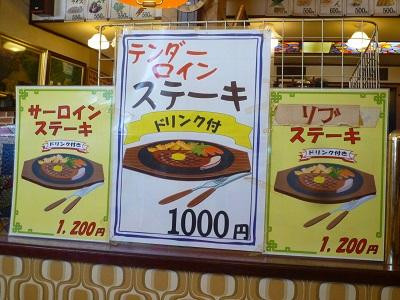 サーロイン
ステーキ
ドリンク付き
1.200円
テンダー
ロイン
ステーキ
ドリンク付
1000円
リブ
ステーキ
ドリンク付き
1.200円